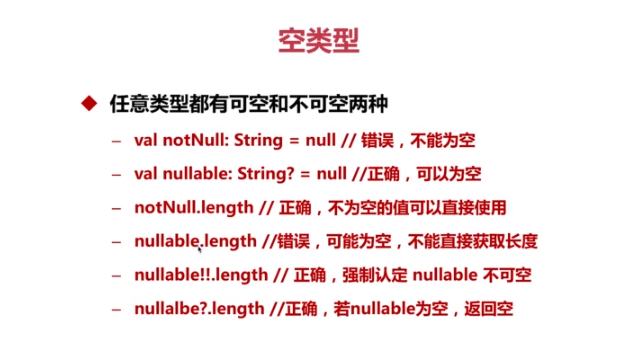 空类型
◆ 任意类型都有可空和不可空两种
– val notNull: String = null // 错误，不能为空
– val nullable: String? = null //正确，可以为空
– notNull.length // 正确，不为空的值可以直接使用
– nullable.length //错误，可能为空，不能直接获取长度
– nullable!!.length // 正确，强制认定 nullable 不可空
– nullalbe?.length //正确，若nullable为空，返回空